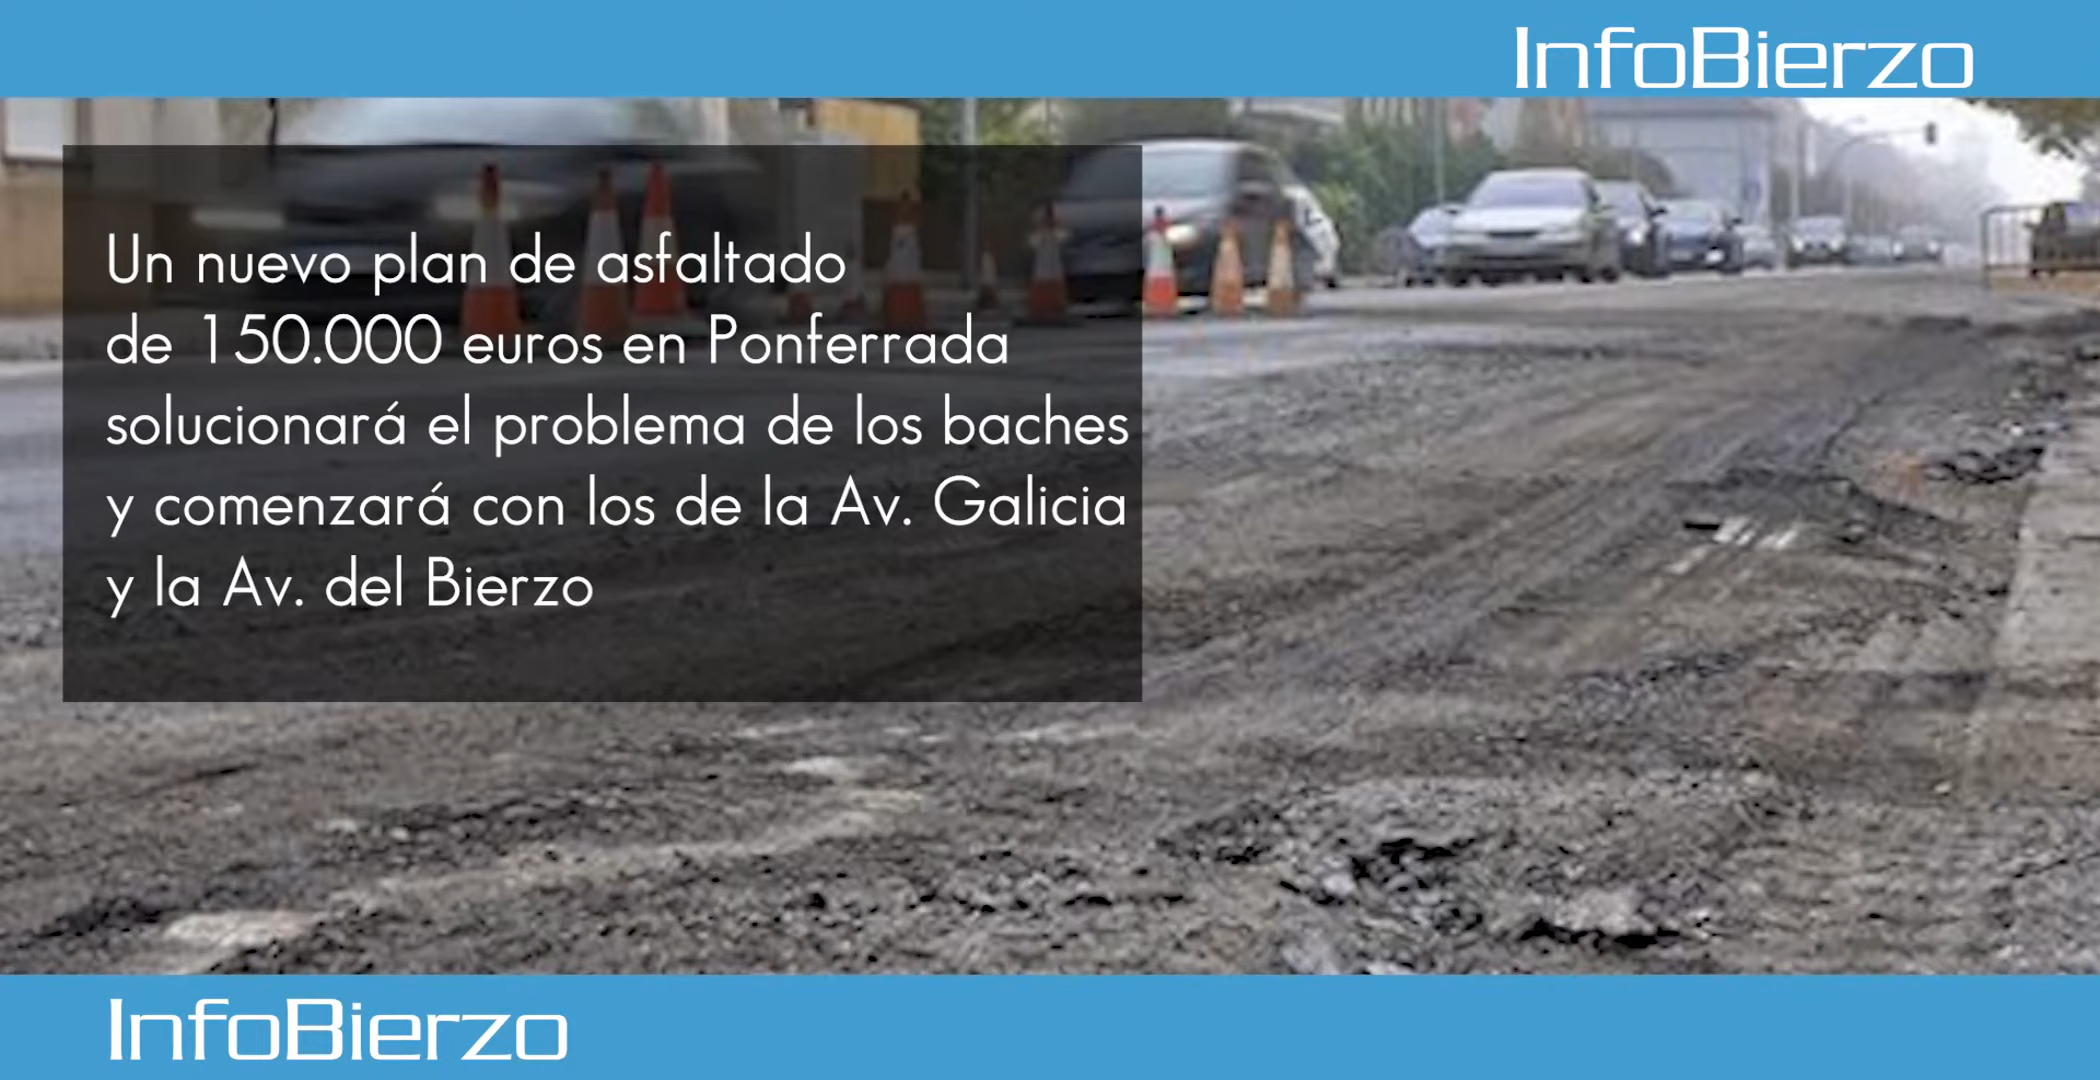 InfoBierzo
Un nuevo plan de asfaltado
de 150.000 euros en Ponferrada
solucionará el problema de los baches
y comenzará con los de la Av. Galicia
y la Av. del Bierzo
InfoBierzo